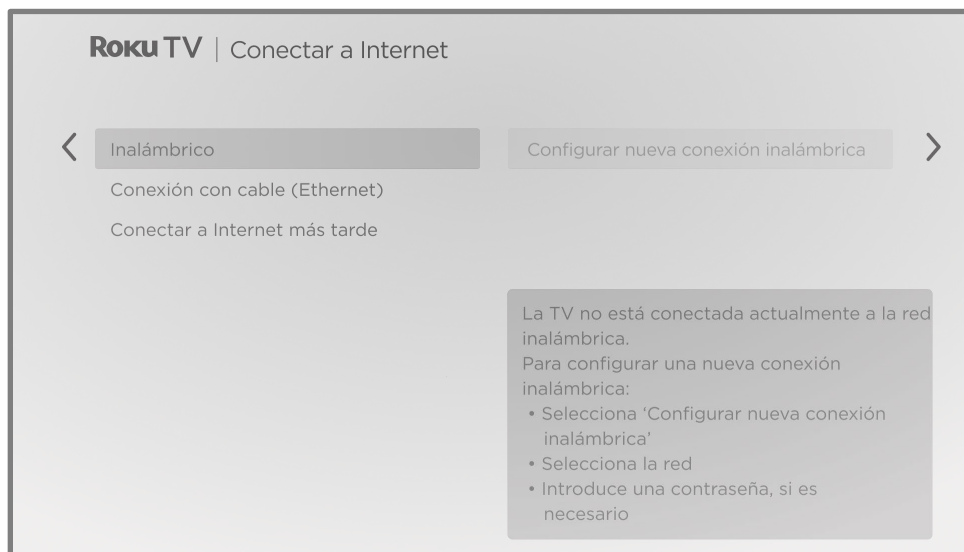 Roku TV | Conectar a Internet
Inalámbrico
Configurar nueva conexión inalámbrica
Conexión con cable (Ethernet)
Conectar a Internet más tarde
La TV no está conectada actualmente a la red
inalámbrica.
Para configurar una nueva conexión
inalámbrica:
• Selecciona ‘Configurar nueva conexión
inalámbrica’
• Selecciona la red
• Introduce una contraseña, si es
necesario